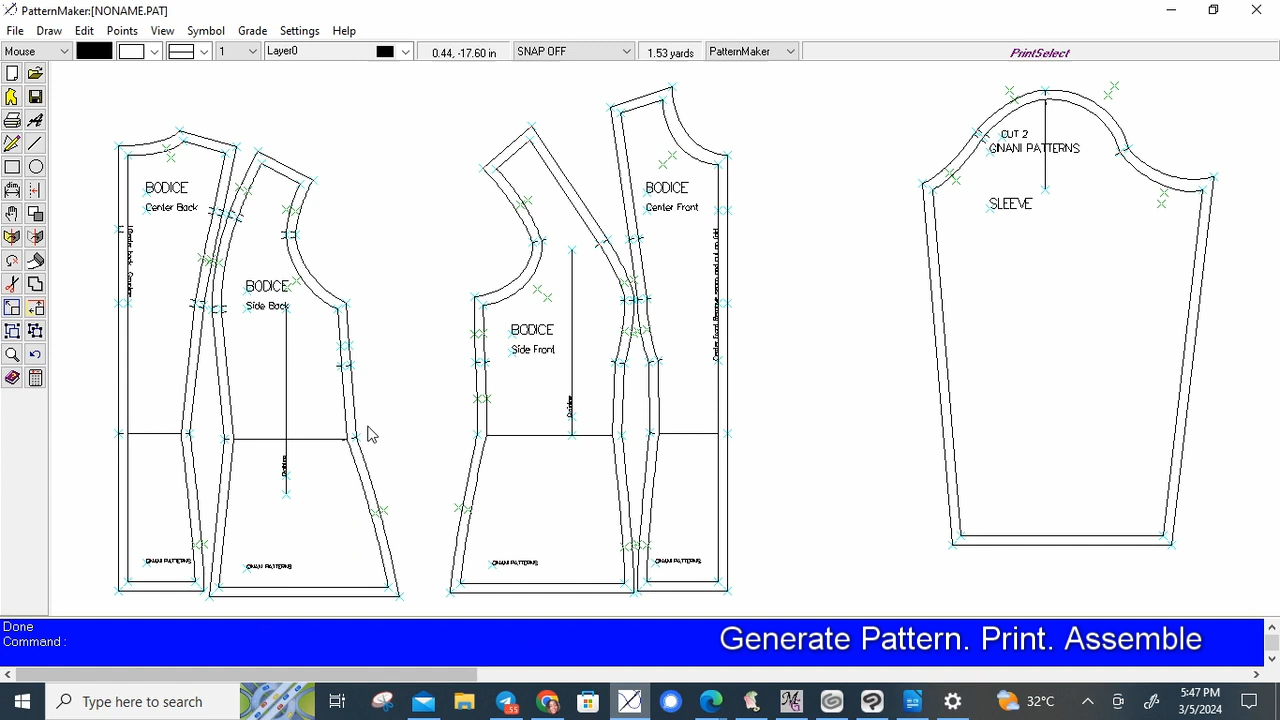 PatternMaker:[NONAME.PAT]
File Draw Edit Points View Symbol Grade Settings Help
Mouse 1 Layer0 0.44, -17.60 in SNAP OFF 1.53 yards PatternMaker PrintSelect
dim
BODICE
Center Back
GNANI PATTERNS
BODICE
Side Back
GNANI PATTERNS
BODICE
Side Front
GNANI PATTERNS
BODICE
Center Front
GNANI PATTERNS
CUT 2
GNANI PATTERNS
SLEEVE
Done
Command :
Generate Pattern. Print. Assemble
Type here to search
55
32°C
5:47 PM
3/5/2024